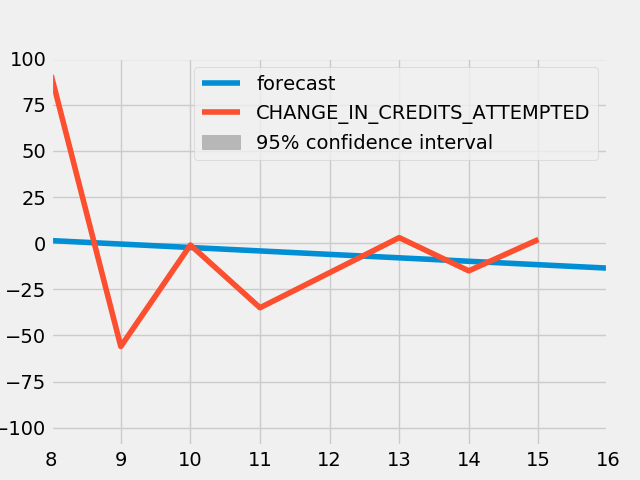 100
75
50
25
0
−25
−50
−75
−100
forecast
CHANGE_IN_CREDITS_ATTEMPTED
95% confidence interval
8 9 10 11 12 13 14 15 16